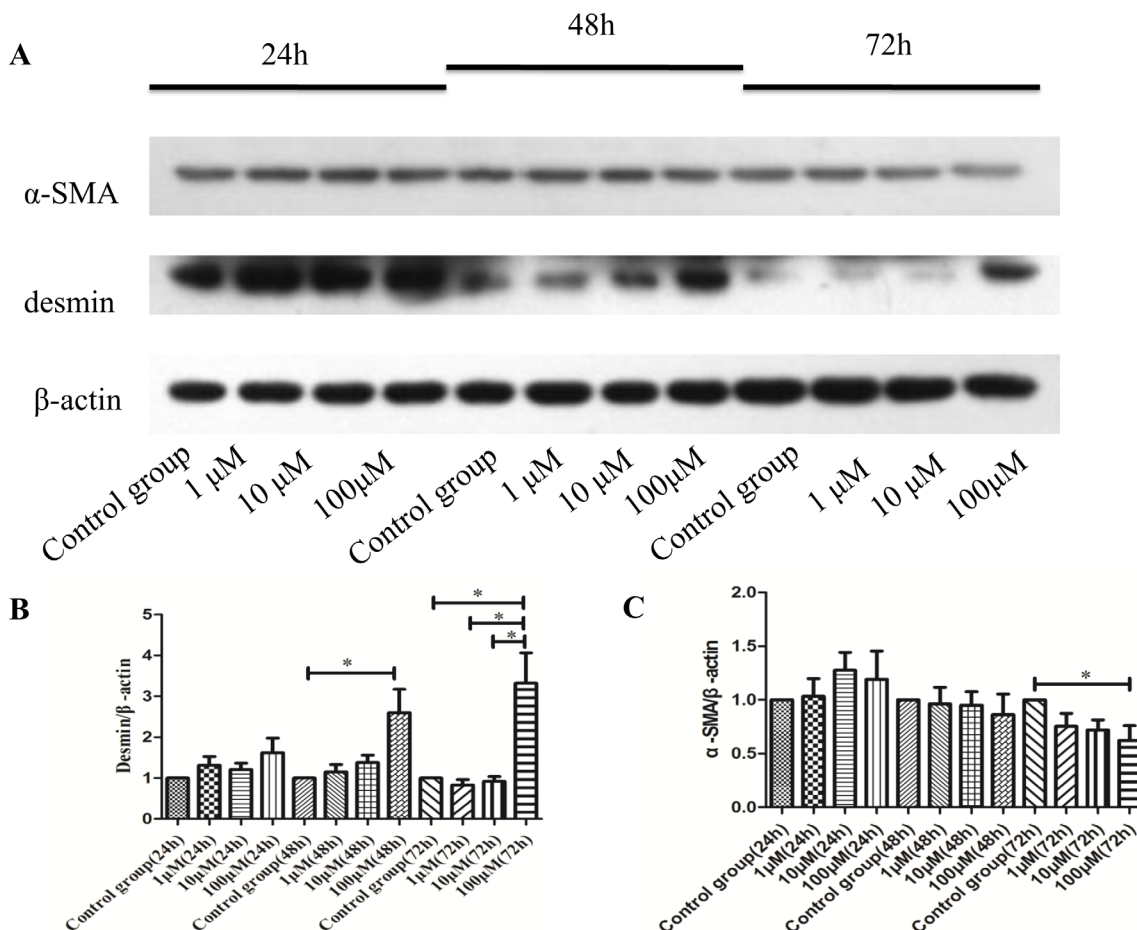 A
24h
48h
72h
α-SMA
desmin
β-actin
Control group
1 μM
10 μM
100μM
Control group
1 μM
10 μM
100μM
Control group
1 μM
10 μM
100μM
B
Desmin/β -actin
5
4
3
2
1
0
*
*
*
*
Control group(24h)
1μM(24h)
10μM(24h)
100μM(24h)
Control group(48h)
1μM(48h)
10μM(48h)
100μM(48h)
Control group(72h)
1μM(72h)
10μM(72h)
100μM(72h)
C
α -SMA/β -actin
2.0
1.5
1.0
0.5
0.0
*
Control group(24h)
1μM(24h)
10μM(24h)
100μM(24h)
Control group(48h)
1μM(48h)
10μM(48h)
100μM(48h)
Control group(72h)
1μM(72h)
10μM(72h)
100μM(72h)